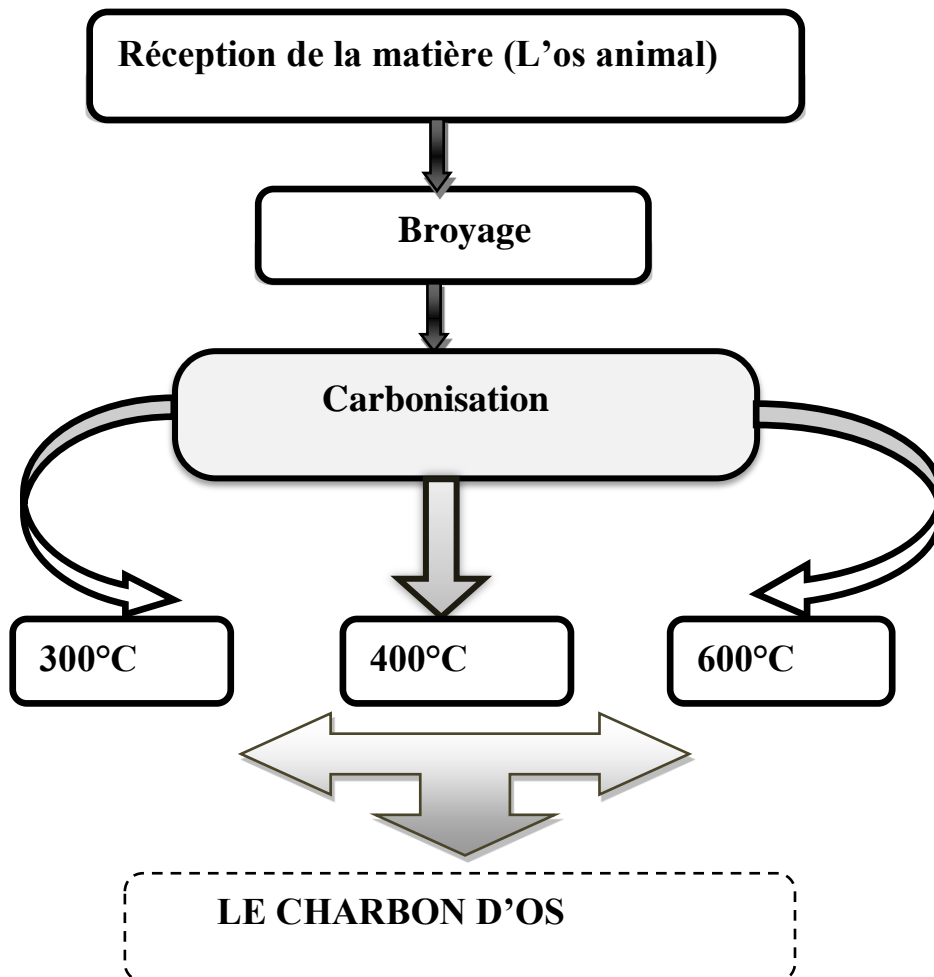 Réception de la matière (L’os animal)
Broyage
Carbonisation
300°C
400°C
600°C
LE CHARBON D’OS